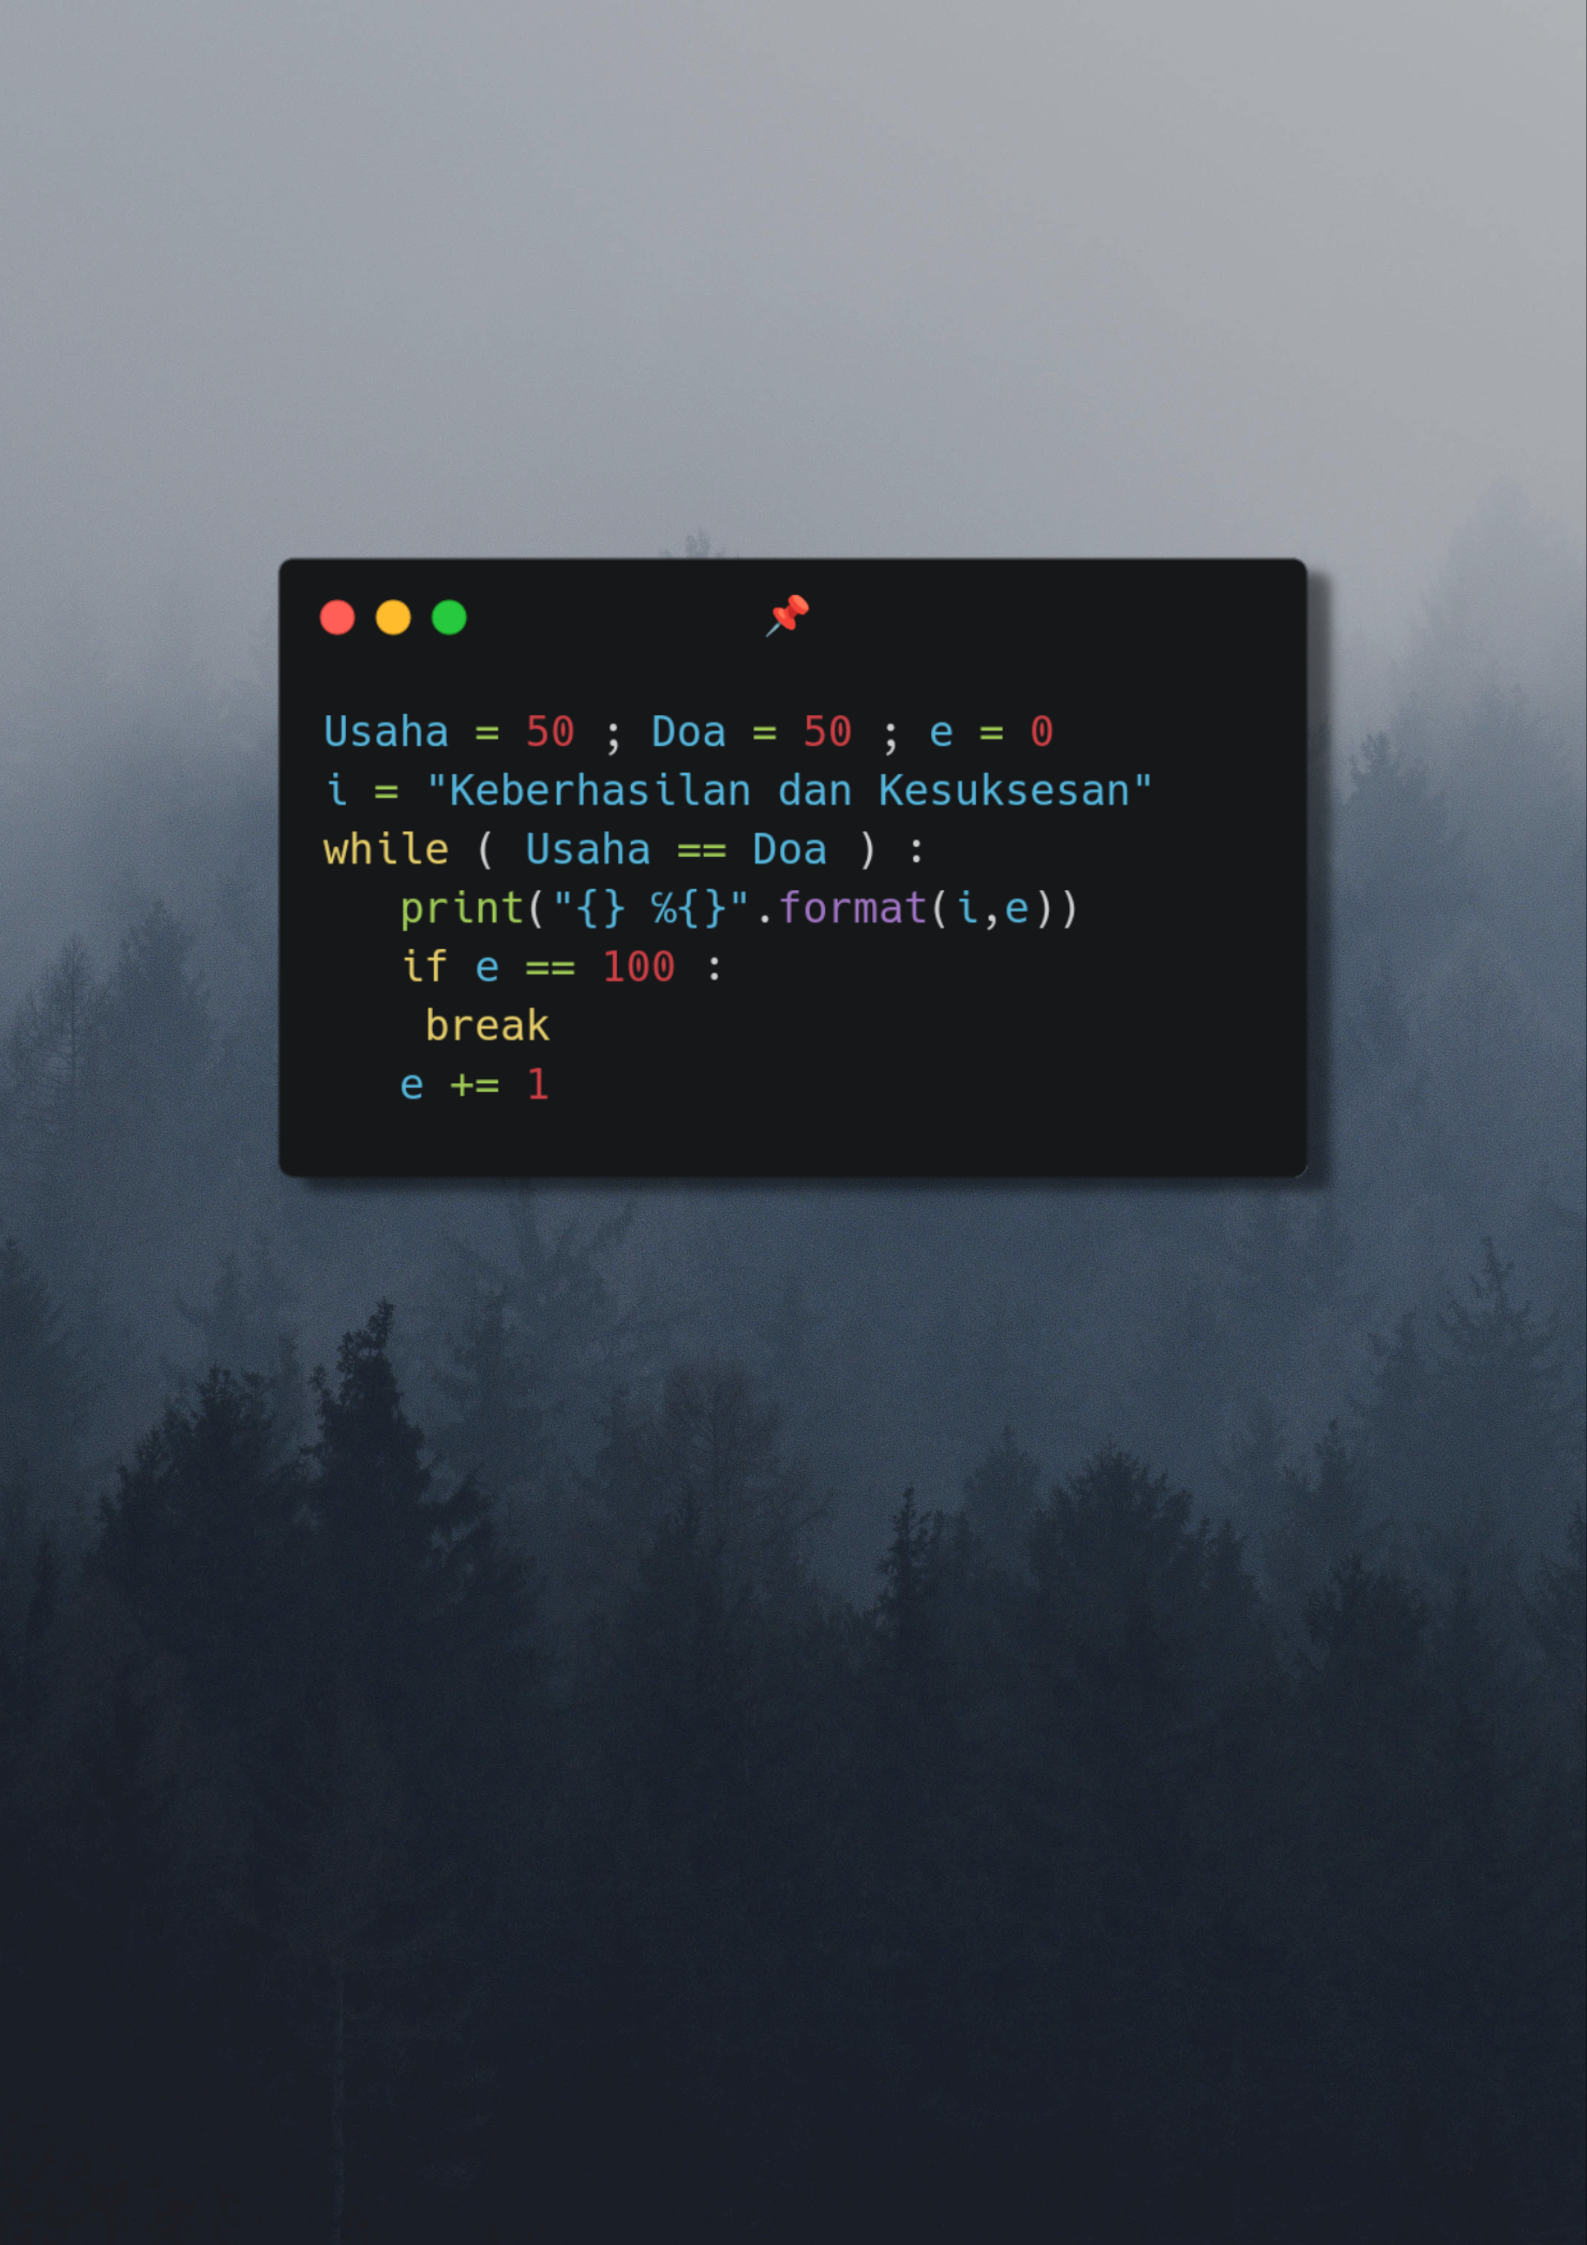 Usaha = 50 ; Doa = 50 ; e = 0
i = "Keberhasilan dan Kesuksesan"
while ( Usaha == Doa ) :
   print("{} %{}".format(i,e))
   if e == 100 :
    break
   e += 1